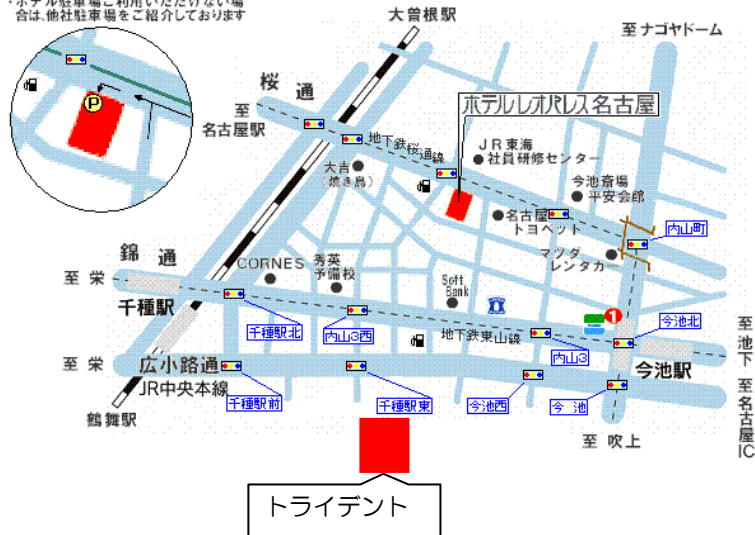 ・ホテル駐車場ご利用いただけない場
合は、他社駐車場をご紹介しております
P
大曽根駅
至ナゴヤドーム
桜通
至
名古屋駅
ホテルレオパレス名古屋
地下鉄桜通線
JR東海
社員研修センター
大吉
(焼き鳥)
今池斎場
平安会館
名古屋
トヨペット
内山町
マツダ
レンタカー
錦通
至 栄
千種駅
CORNES
秀英
予備校
Soft
Bank
1
千種駅北
内山3西
地下鉄東山線
内山3
今池北
至
池
下
至 栄
広小路通
JR中央本線
今池駅
千種駅前
千種駅東
今池西
今 池
至
名
古
屋
IC
鶴舞駅
至 吹上
トライデント